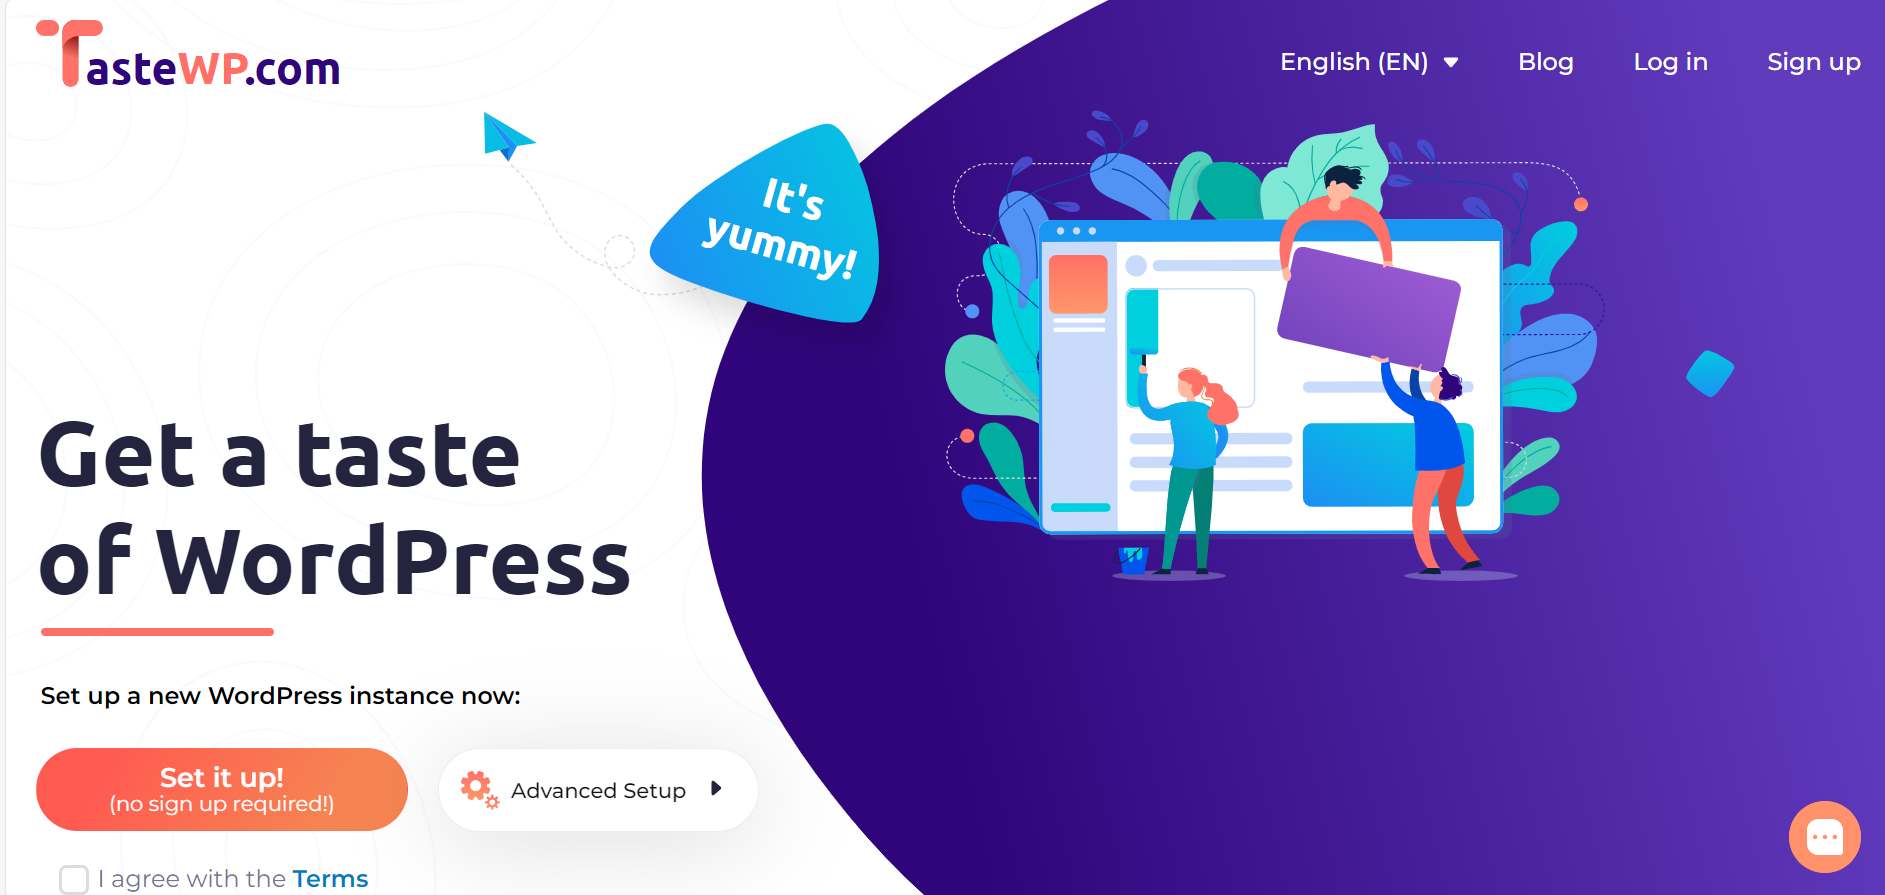 TasteWP.com
English (EN)
Blog
Log in
Sign up
It's
yummy!
Get a taste
of WordPress
Set up a new WordPress instance now:
Set it up!
(no sign up required!)
Advanced Setup
I agree with the Terms